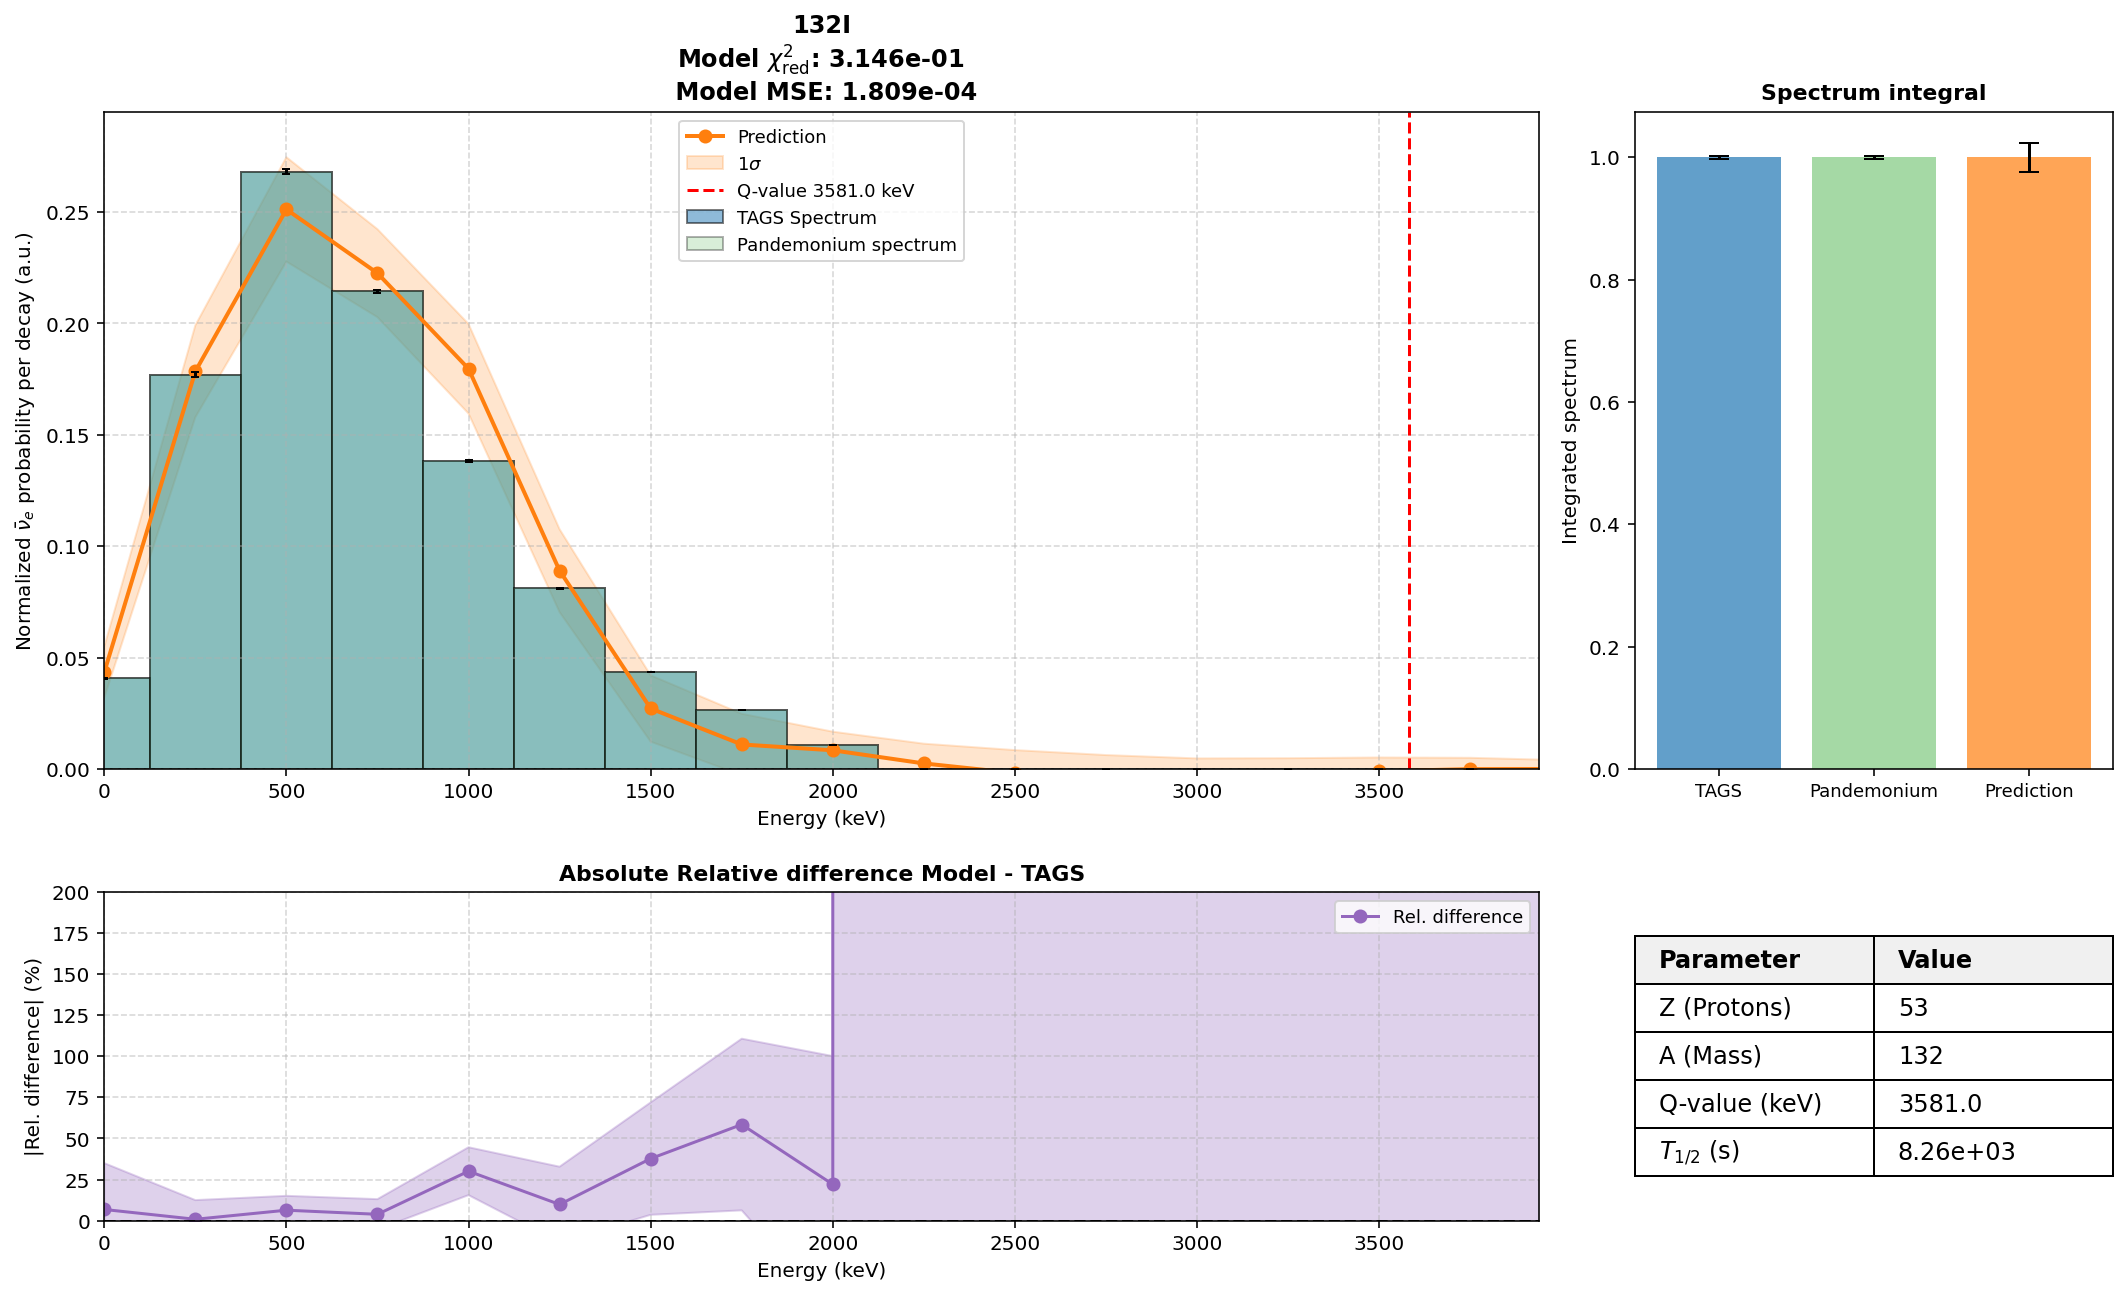 132I
Model χ²red: 3.146e-01
Model MSE: 1.809e-04
Normalized ν̄e probability per decay (a.u.)
0.25
0.20
0.15
0.10
0.05
0.00
Prediction
1σ
Q-value 3581.0 keV
TAGS Spectrum
Pandemonium spectrum
0 500 1000 1500 2000 2500 3000 3500
Energy (keV)
Spectrum integral
Integrated spectrum
1.0
0.8
0.6
0.4
0.2
0.0
TAGS Pandemonium Prediction
Absolute Relative difference Model - TAGS
|Rel. difference| (%)
200
175
150
125
100
75
50
25
0
Rel. difference
0 500 1000 1500 2000 2500 3000 3500
Energy (keV)
Parameter Value
Z (Protons) 53
A (Mass) 132
Q-value (keV) 3581.0
T1/2 (s) 8.26e+03